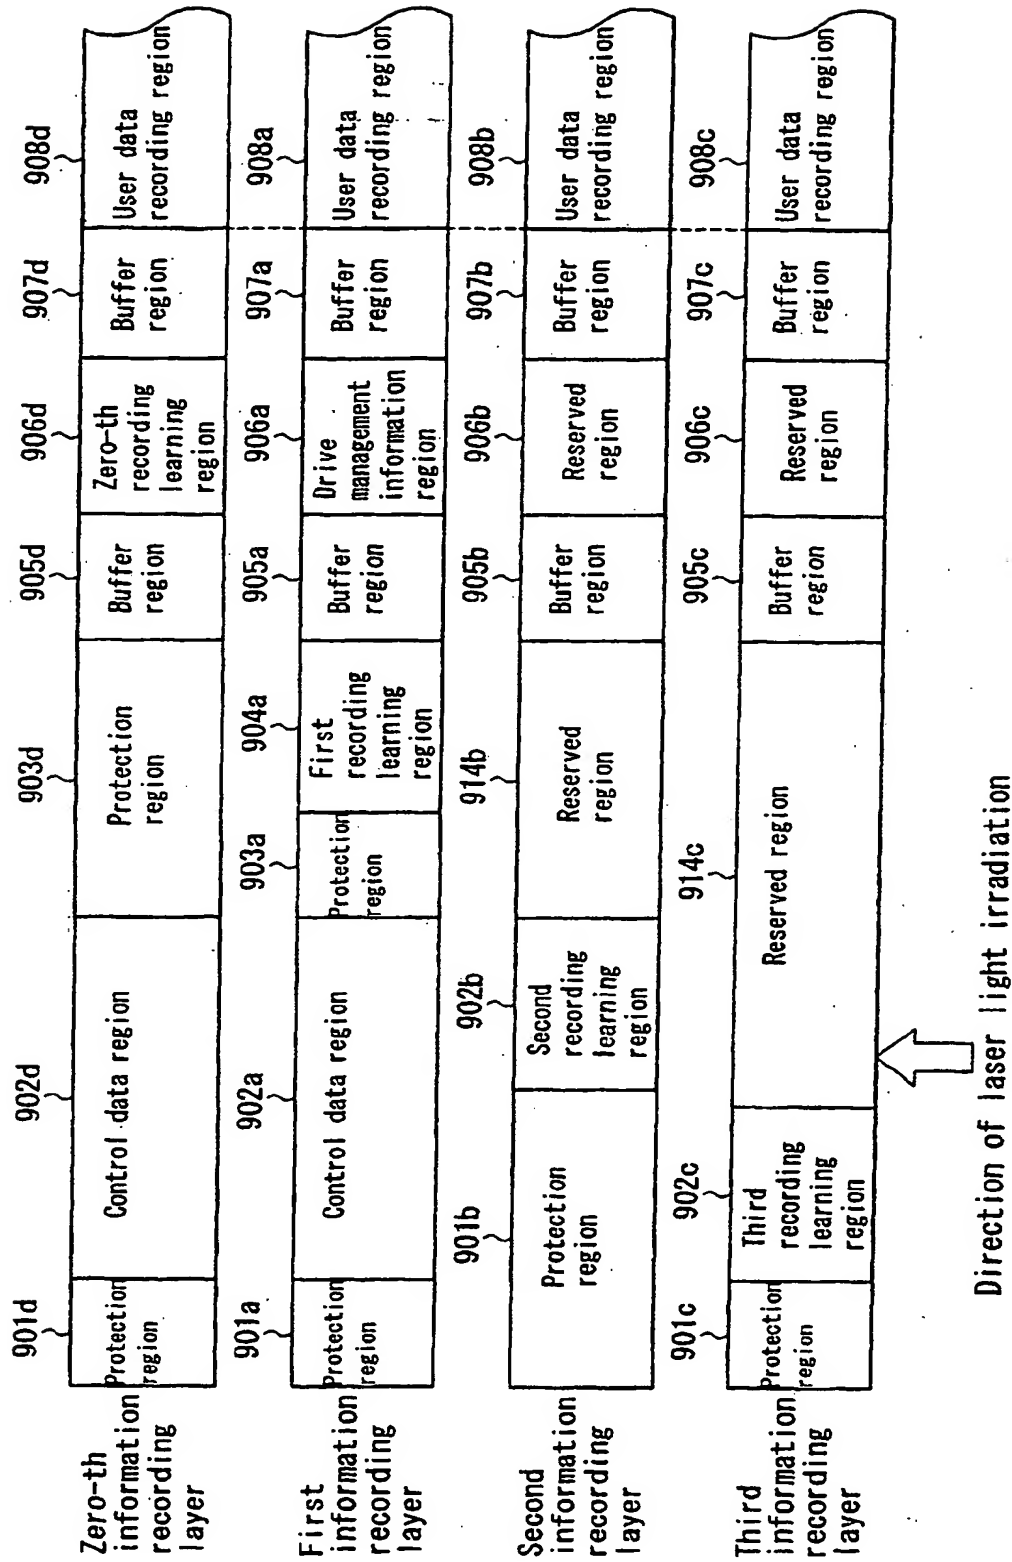 Zero-th
information
recording
layer
901d
Protection
region
902d
Control data region
903d
Protection
region
905d
Buffer
region
906d
Zero-th
recording
learning
region
907d
Buffer
region
908d
User data
recording region
First
information
recording
layer
901a
Protection
region
902a
Control data region
903a
Protection
region
904a
First
recording
learning
region
905a
Buffer
region
906a
Drive
management
information
region
907a
Buffer
region
908a
User data
recording region
Second
information
recording
layer
901b
Protection
region
902b
Second
recording
learning
region
914b
Reserved
region
905b
Buffer
region
906b
Reserved
region
907b
Buffer
region
908b
User data
recording region
Third
information
recording
layer
901c
Protection
region
902c
Third
recording
learning
region
914c
Reserved region
905c
Buffer
region
906c
Reserved
region
907c
Buffer
region
908c
User data
recording region
Direction of laser light irradiation